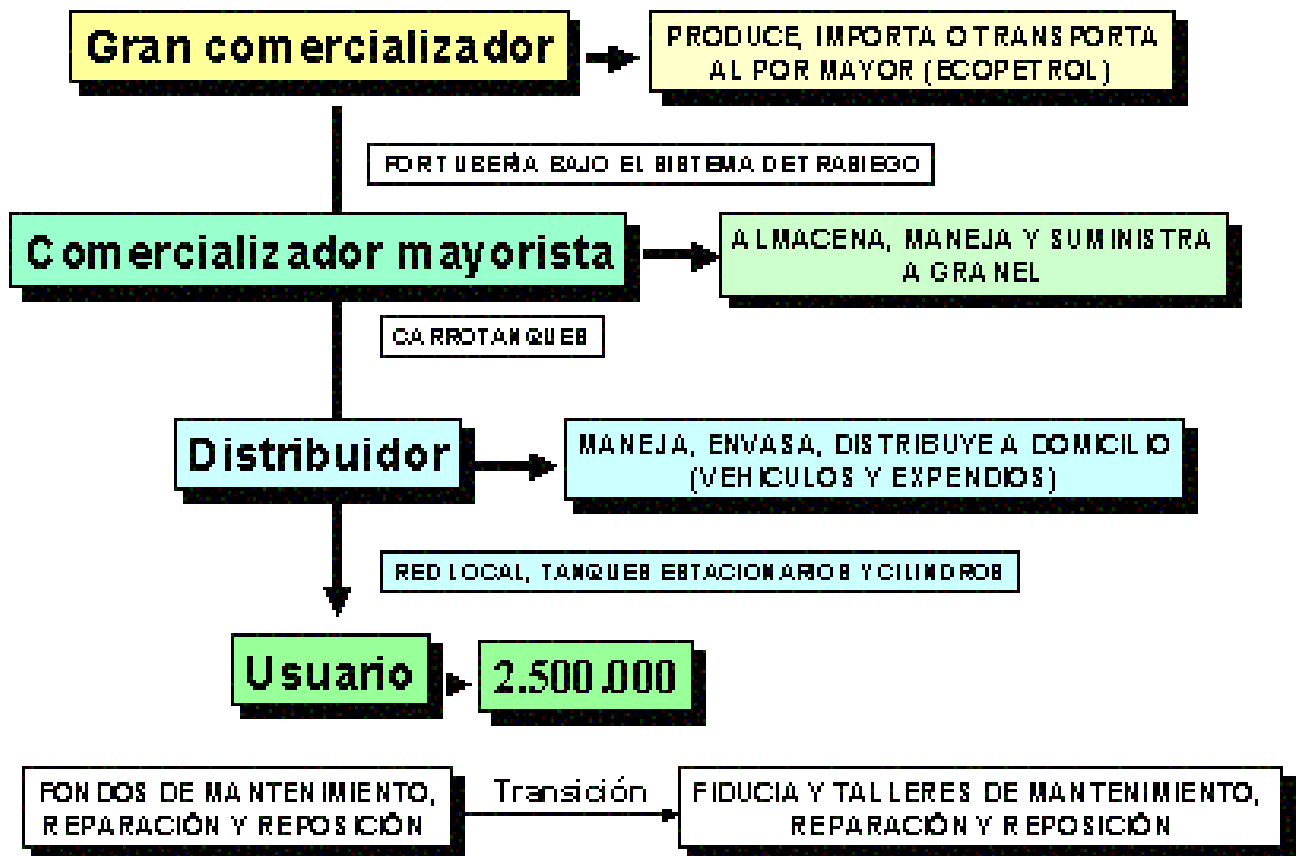 Gran comercializador
PRODUCE, IMPORTA O TRANSPORTA
AL POR MAYOR (ECOPETROL)
POR TUBERÍA BAJO EL SISTEMA DE TRASIEGO
Comercializador mayorista
ALMACENA, MANEJA Y SUMINISTRA
A GRANEL
CARROTANQUES
Distribuidor
MANEJA, ENVASA, DISTRIBUYE A DOMICILIO
(VEHICULOS Y EXPENDIOS)
RED LOCAL, TANQUES ESTACIONARIOS Y CILINDROS
Usuario
2.500.000
FONDOS DE MANTENIMIENTO,
REPARACIÓN Y REPOSICIÓN
Transición
FIDUCIA Y TALLERES DE MANTENIMIENTO,
REPARACIÓN Y REPOSICIÓN